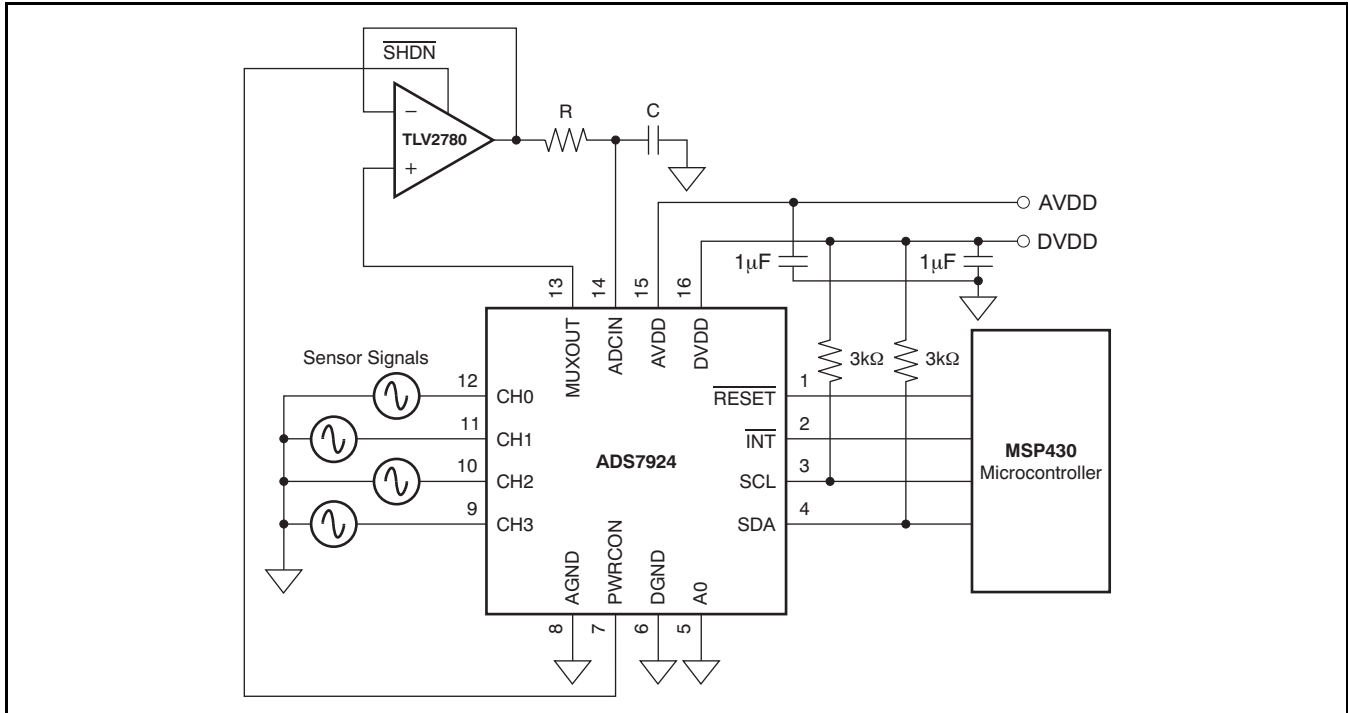 SHDN
−
TLV2780
+
R
C
AVDD
DVDD
1μF
1μF
13
14
15
16
MUXOUT
ADCIN
AVDD
DVDD
3kΩ
3kΩ
Sensor Signals
12
CH0
11
CH1
10
CH2
9
CH3
ADS7924
RESET
1
INT
2
SCL
3
SDA
4
MSP430
Microcontroller
AGND
PWRCON
DGND
A0
8
7
6
5